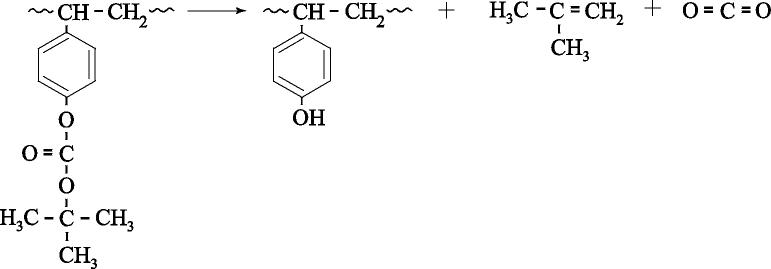 CH-CH2 CH-CH2 + H3C-C=CH2 + O=C=O
CH3
OH
O
O=C
O
H3C-C-CH3
CH3